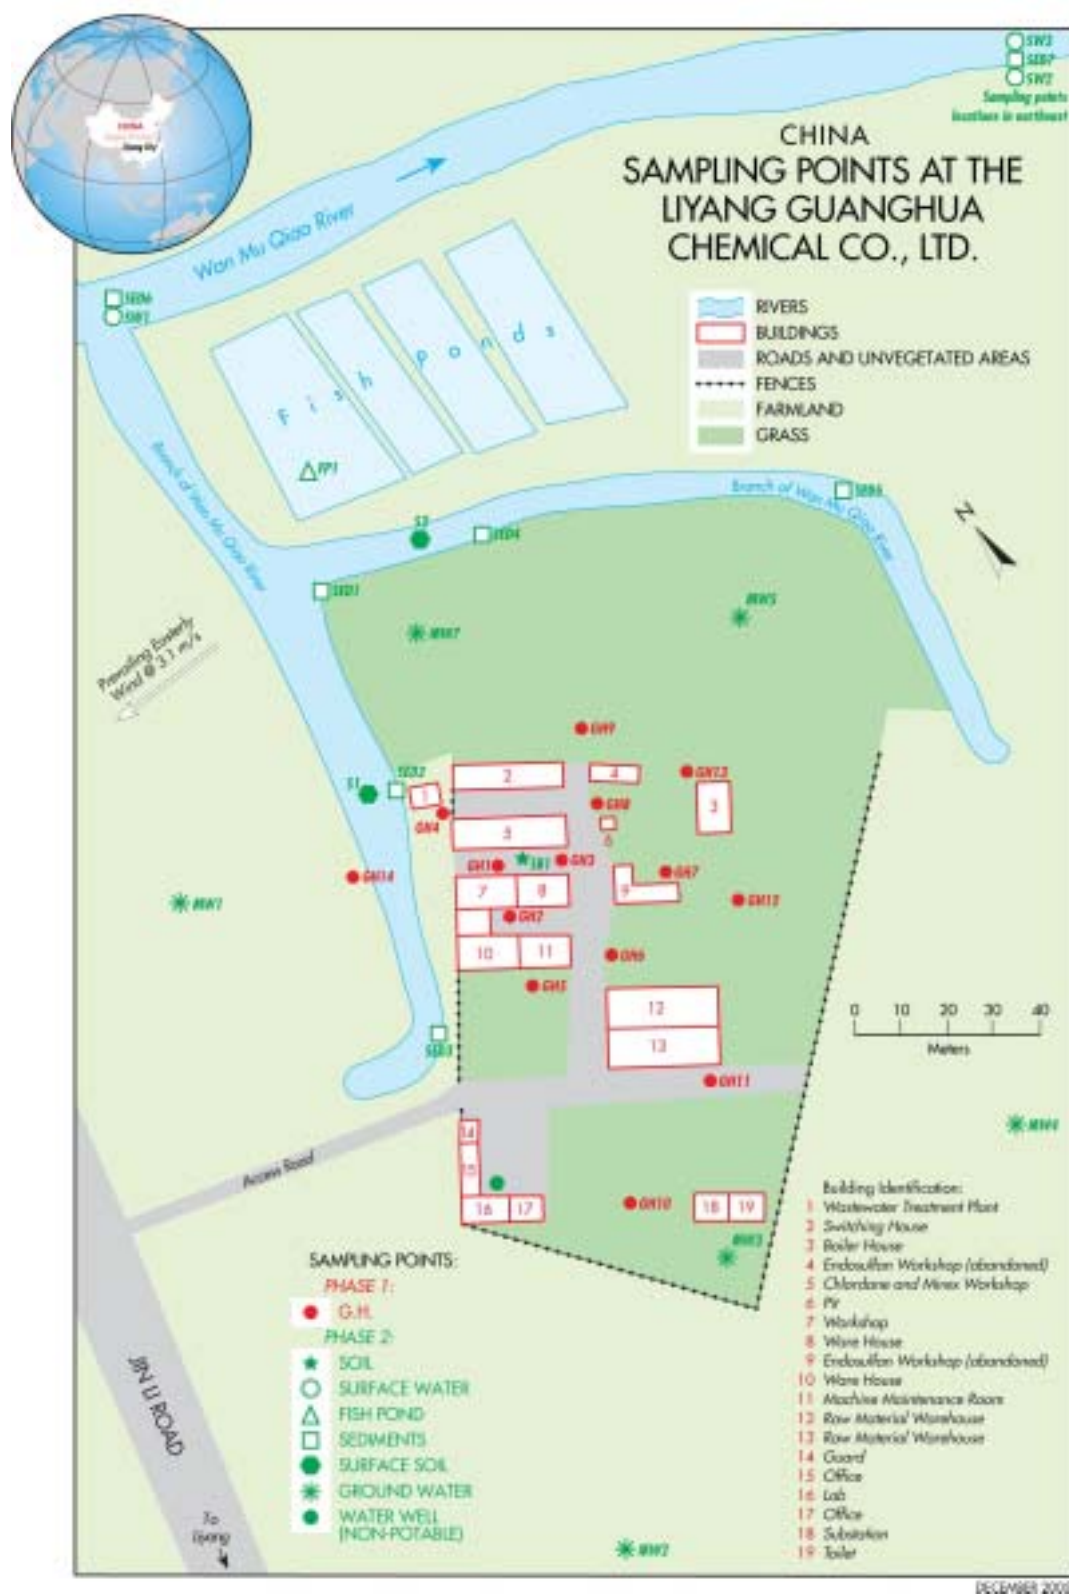 SW3
SED7
SW2
Sampling points
locations in northeast
CHINA
CHINA
SAMPLING POINTS AT THE
LIYANG GUANGHUA
CHEMICAL CO., LTD.
Wan Mu Qiao River
SED6
SW1
RIVERS
BUILDINGS
ROADS AND UNVEGETATED AREAS
FENCES
FARMLAND
GRASS
Fish Ponds
FP1
Branch of Wan Mu Qiao River
Branch of Wan Mu Qiao River
S2
SED4
SED1
N
MW7
MW5
Prevailing Easterly
Wind @ 3.1 m/s
GH9
S1
SED2
1
2
4
GH12
GH8
3
GH4
5
6
GH1
SB1
GH3
GH7
GH14
7
8
9
MW1
GH2
10
11
GH6
GH5
12
13
SED3
0 10 20 30 40
Meters
GH11
MW4
Access Road
14
15
16
17
GH10
18
19
MW3
Building Identification:
1 Wastewater Treatment Plant
2 Switching House
3 Boiler House
4 Endosulfan Workshop (abandoned)
5 Chlordane and Mirex Workshop
6 Pit
7 Workshop
8 Ware House
9 Endosulfan Workshop (abandoned)
10 Ware House
11 Machine Maintenance Room
12 Raw Material Warehouse
13 Raw Material Warehouse
14 Guard
15 Office
16 Lab
17 Office
18 Substation
19 Toilet
SAMPLING POINTS:
PHASE 1:
G.H.
PHASE 2:
SOIL
SURFACE WATER
FISH POND
SEDIMENTS
SURFACE SOIL
GROUND WATER
WATER WELL
(NON-POTABLE)
JIN LI ROAD
To
Liyang
MW2